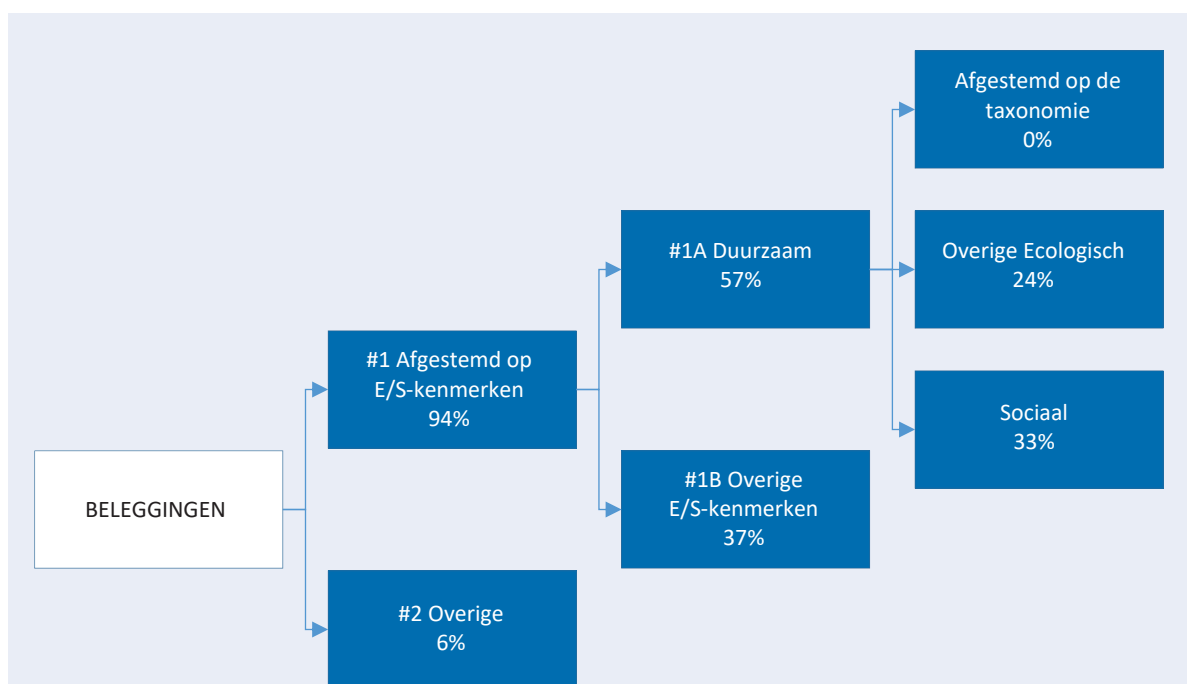 BELEGGINGEN
#1 Afgestemd op
E/S-kenmerken
94%
#2 Overige
6%
#1A Duurzaam
57%
#1B Overige
E/S-kenmerken
37%
Afgestemd op de
taxonomie
0%
Overige Ecologisch
24%
Sociaal
33%